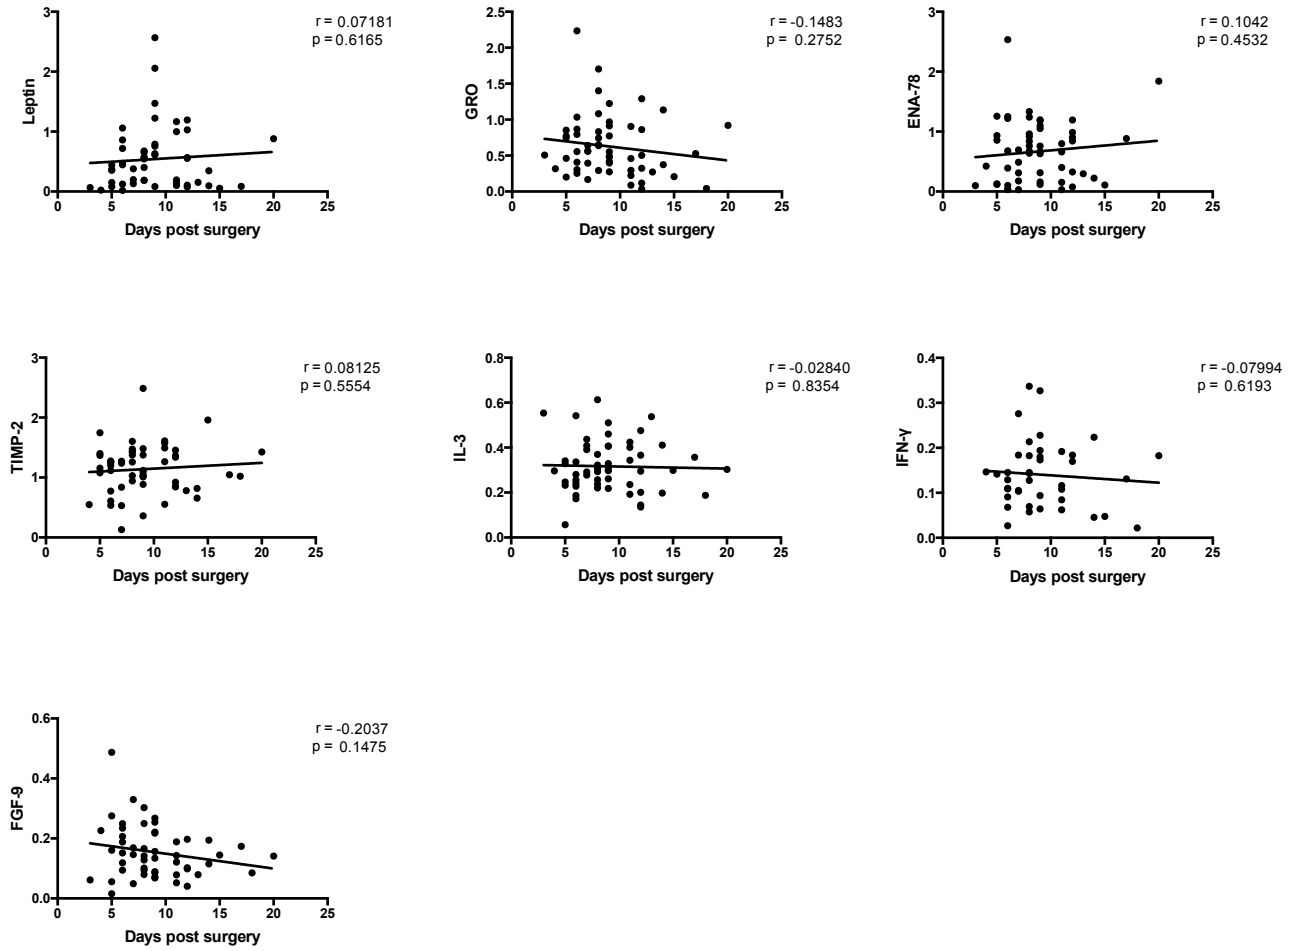 3
2
1
0
0 5 10 15 20 25
Leptin
Days post surgery
r = 0.07181
p = 0.6165
2.5
2.0
1.5
1.0
0.5
0.0
0 5 10 15 20 25
GRO
Days post surgery
r = -0.1483
p = 0.2752
3
2
1
0
0 5 10 15 20 25
ENA-78
Days post surgery
r = 0.1042
p = 0.4532
3
2
1
0
0 5 10 15 20 25
TIMP-2
Days post surgery
r = 0.08125
p = 0.5554
0.8
0.6
0.4
0.2
0.0
0 5 10 15 20 25
IL-3
Days post surgery
r = -0.02840
p = 0.8354
0.4
0.3
0.2
0.1
0.0
0 5 10 15 20 25
IFN-γ
Days post surgery
r = -0.07994
p = 0.6193
0.6
0.4
0.2
0.0
0 5 10 15 20 25
FGF-9
Days post surgery
r = -0.2037
p = 0.1475